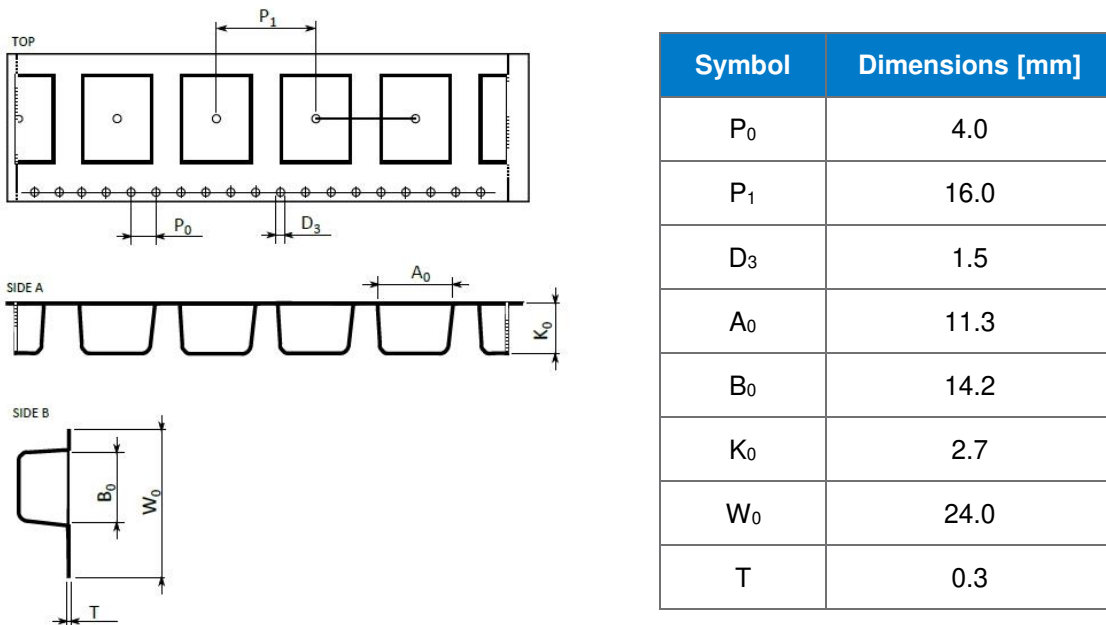 P₁
TOP
P₀
D₃
SIDE A
A₀
K₀
SIDE B
B₀
W₀
T
Symbol Dimensions [mm]
P₀ 4.0
P₁ 16.0
D₃ 1.5
A₀ 11.3
B₀ 14.2
K₀ 2.7
W₀ 24.0
T 0.3